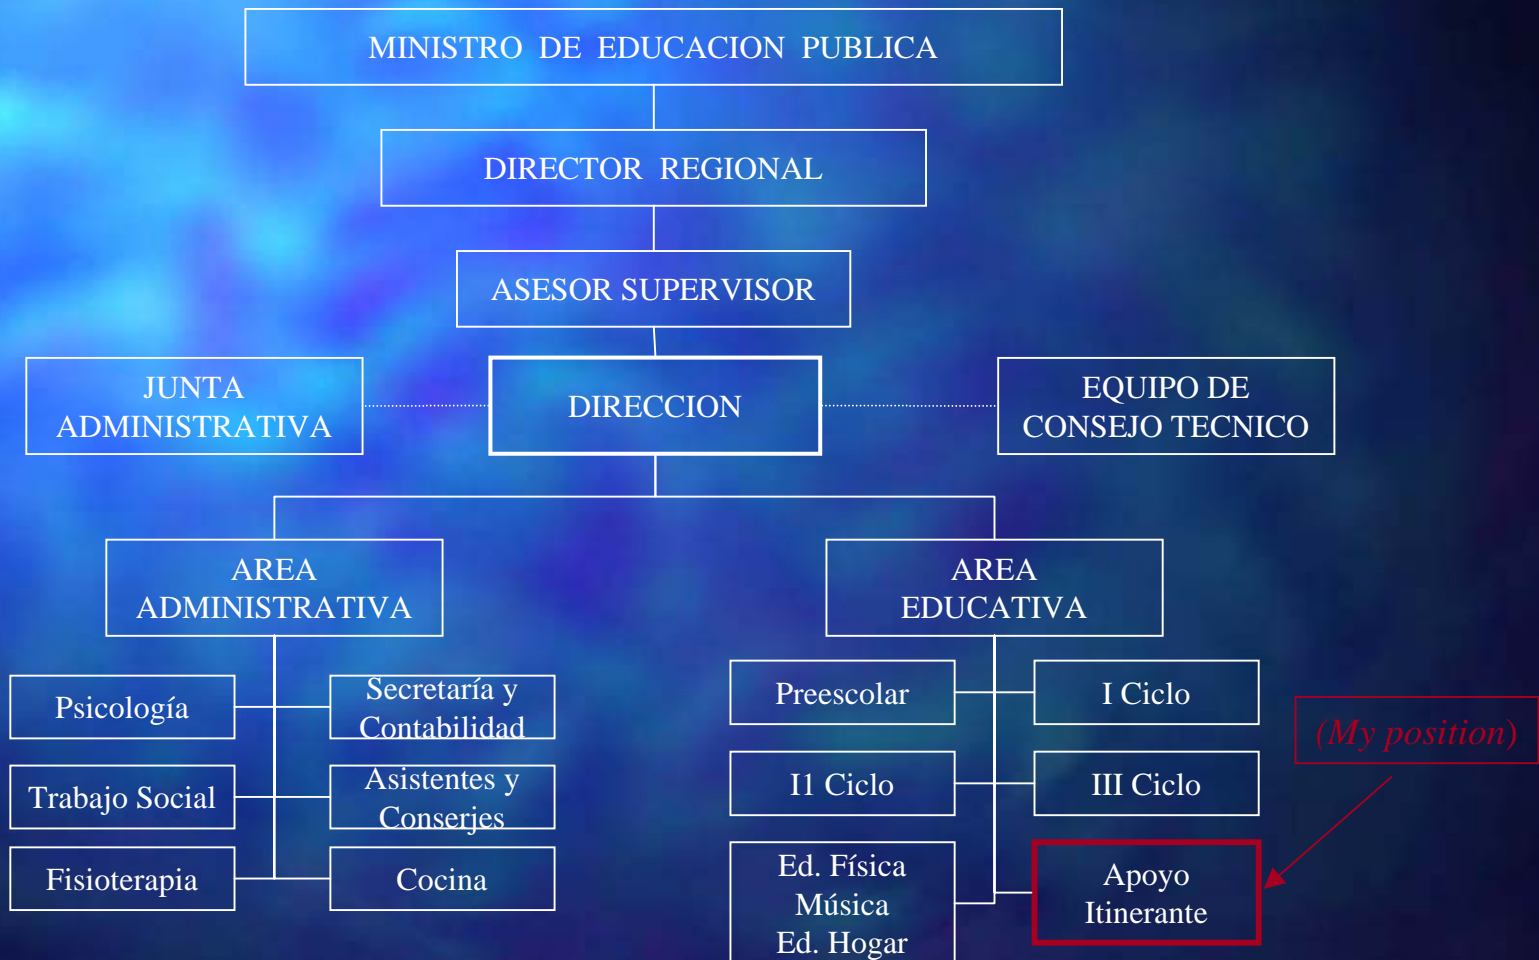 MINISTRO DE EDUCACION PUBLICA
DIRECTOR REGIONAL
ASESOR SUPERVISOR
JUNTA
ADMINISTRATIVA
DIRECCION
EQUIPO DE
CONSEJO TECNICO
AREA
ADMINISTRATIVA
AREA
EDUCATIVA
Psicología
Secretaría y
Contabilidad
Trabajo Social
Asistentes y
Conserjes
Fisioterapia
Cocina
Preescolar
I Ciclo
I1 Ciclo
III Ciclo
Ed. Física
Música
Ed. Hogar
Apoyo
Itinerante
(My position)